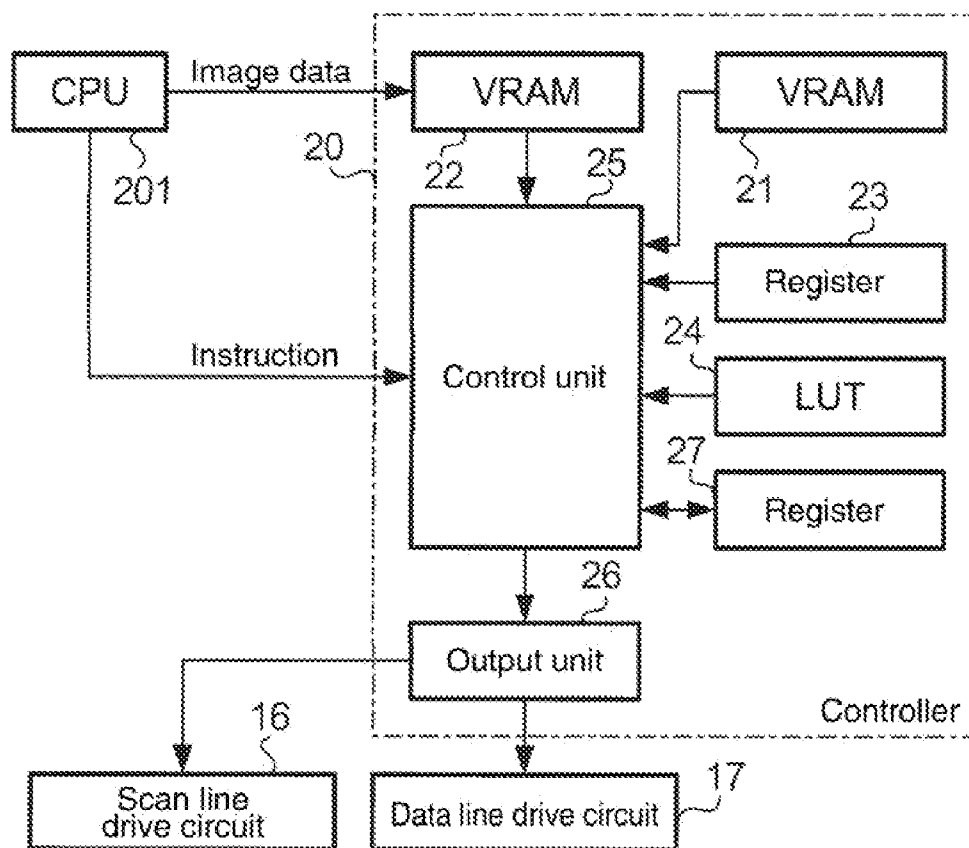 CPU
Image data
VRAM
VRAM
201
20
22
25
21
23
Register
24
Instruction
Control unit
LUT
27
Register
26
Output unit
Controller
16
Scan line
drive circuit
Data line drive circuit
17